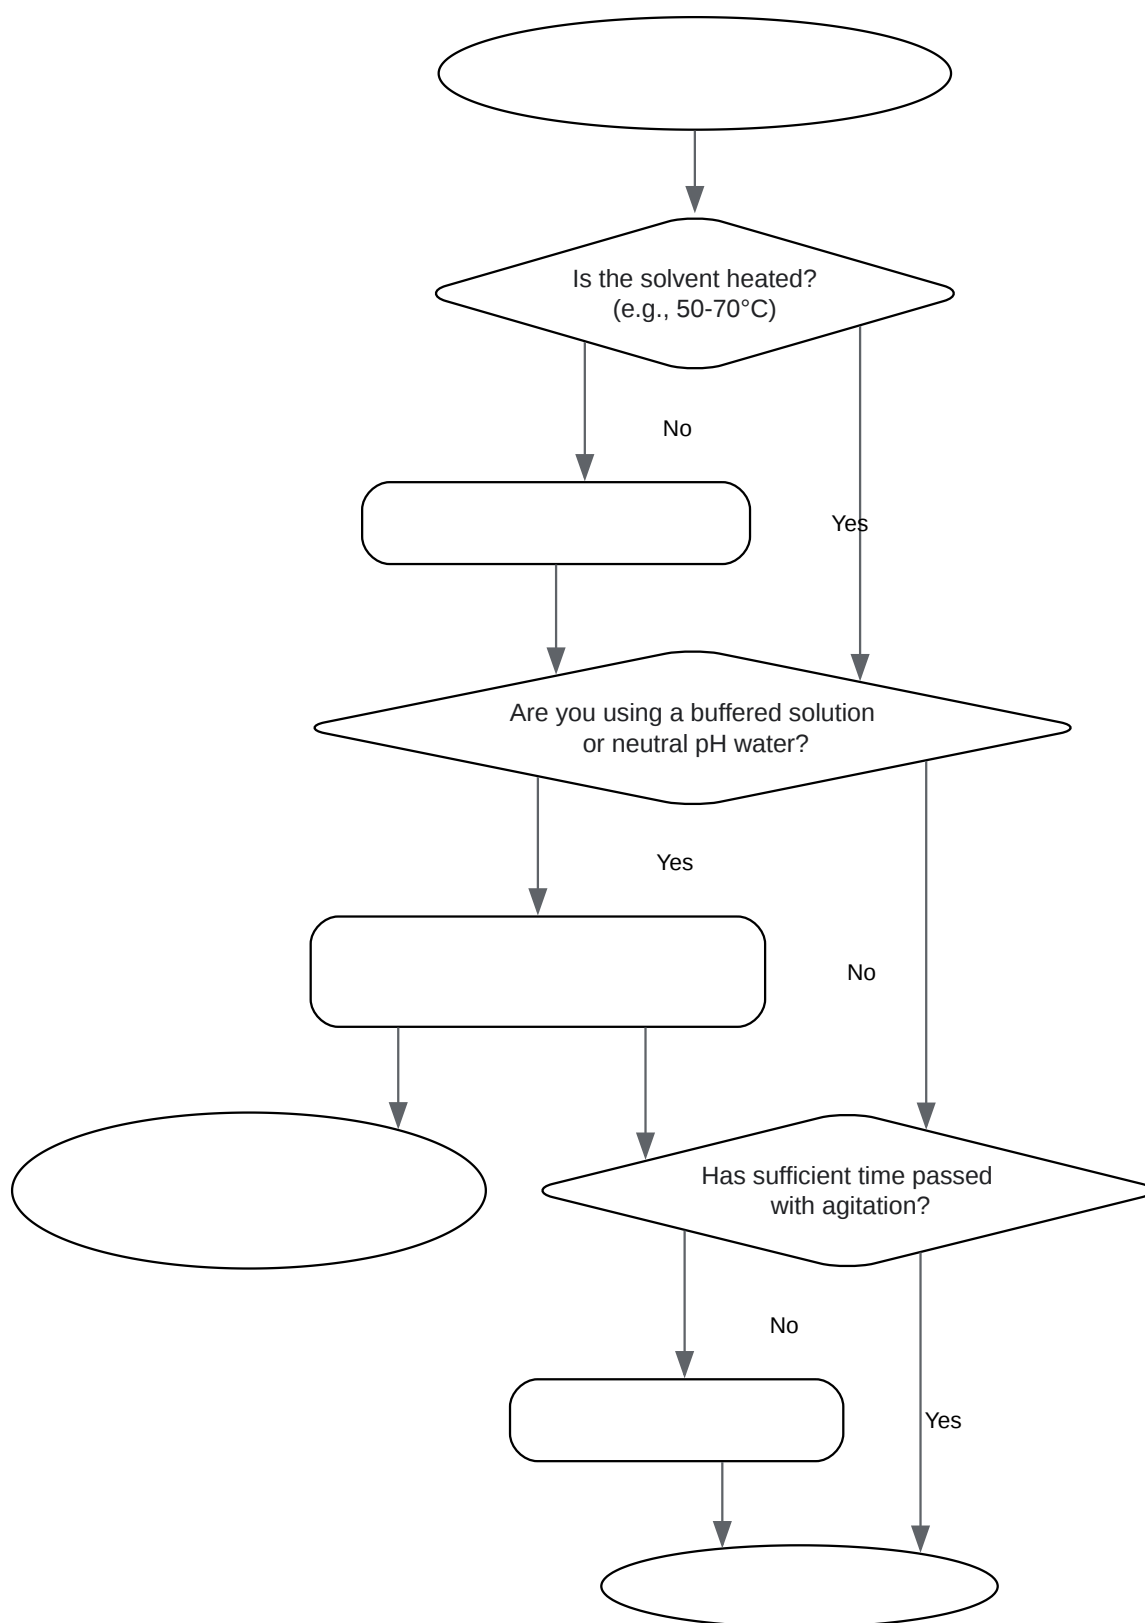 Is the solvent heated?
(e.g., 50-70°C)
No
Yes
Are you using a buffered solution
or neutral pH water?
Yes
No
Has sufficient time passed
with agitation?
No
Yes